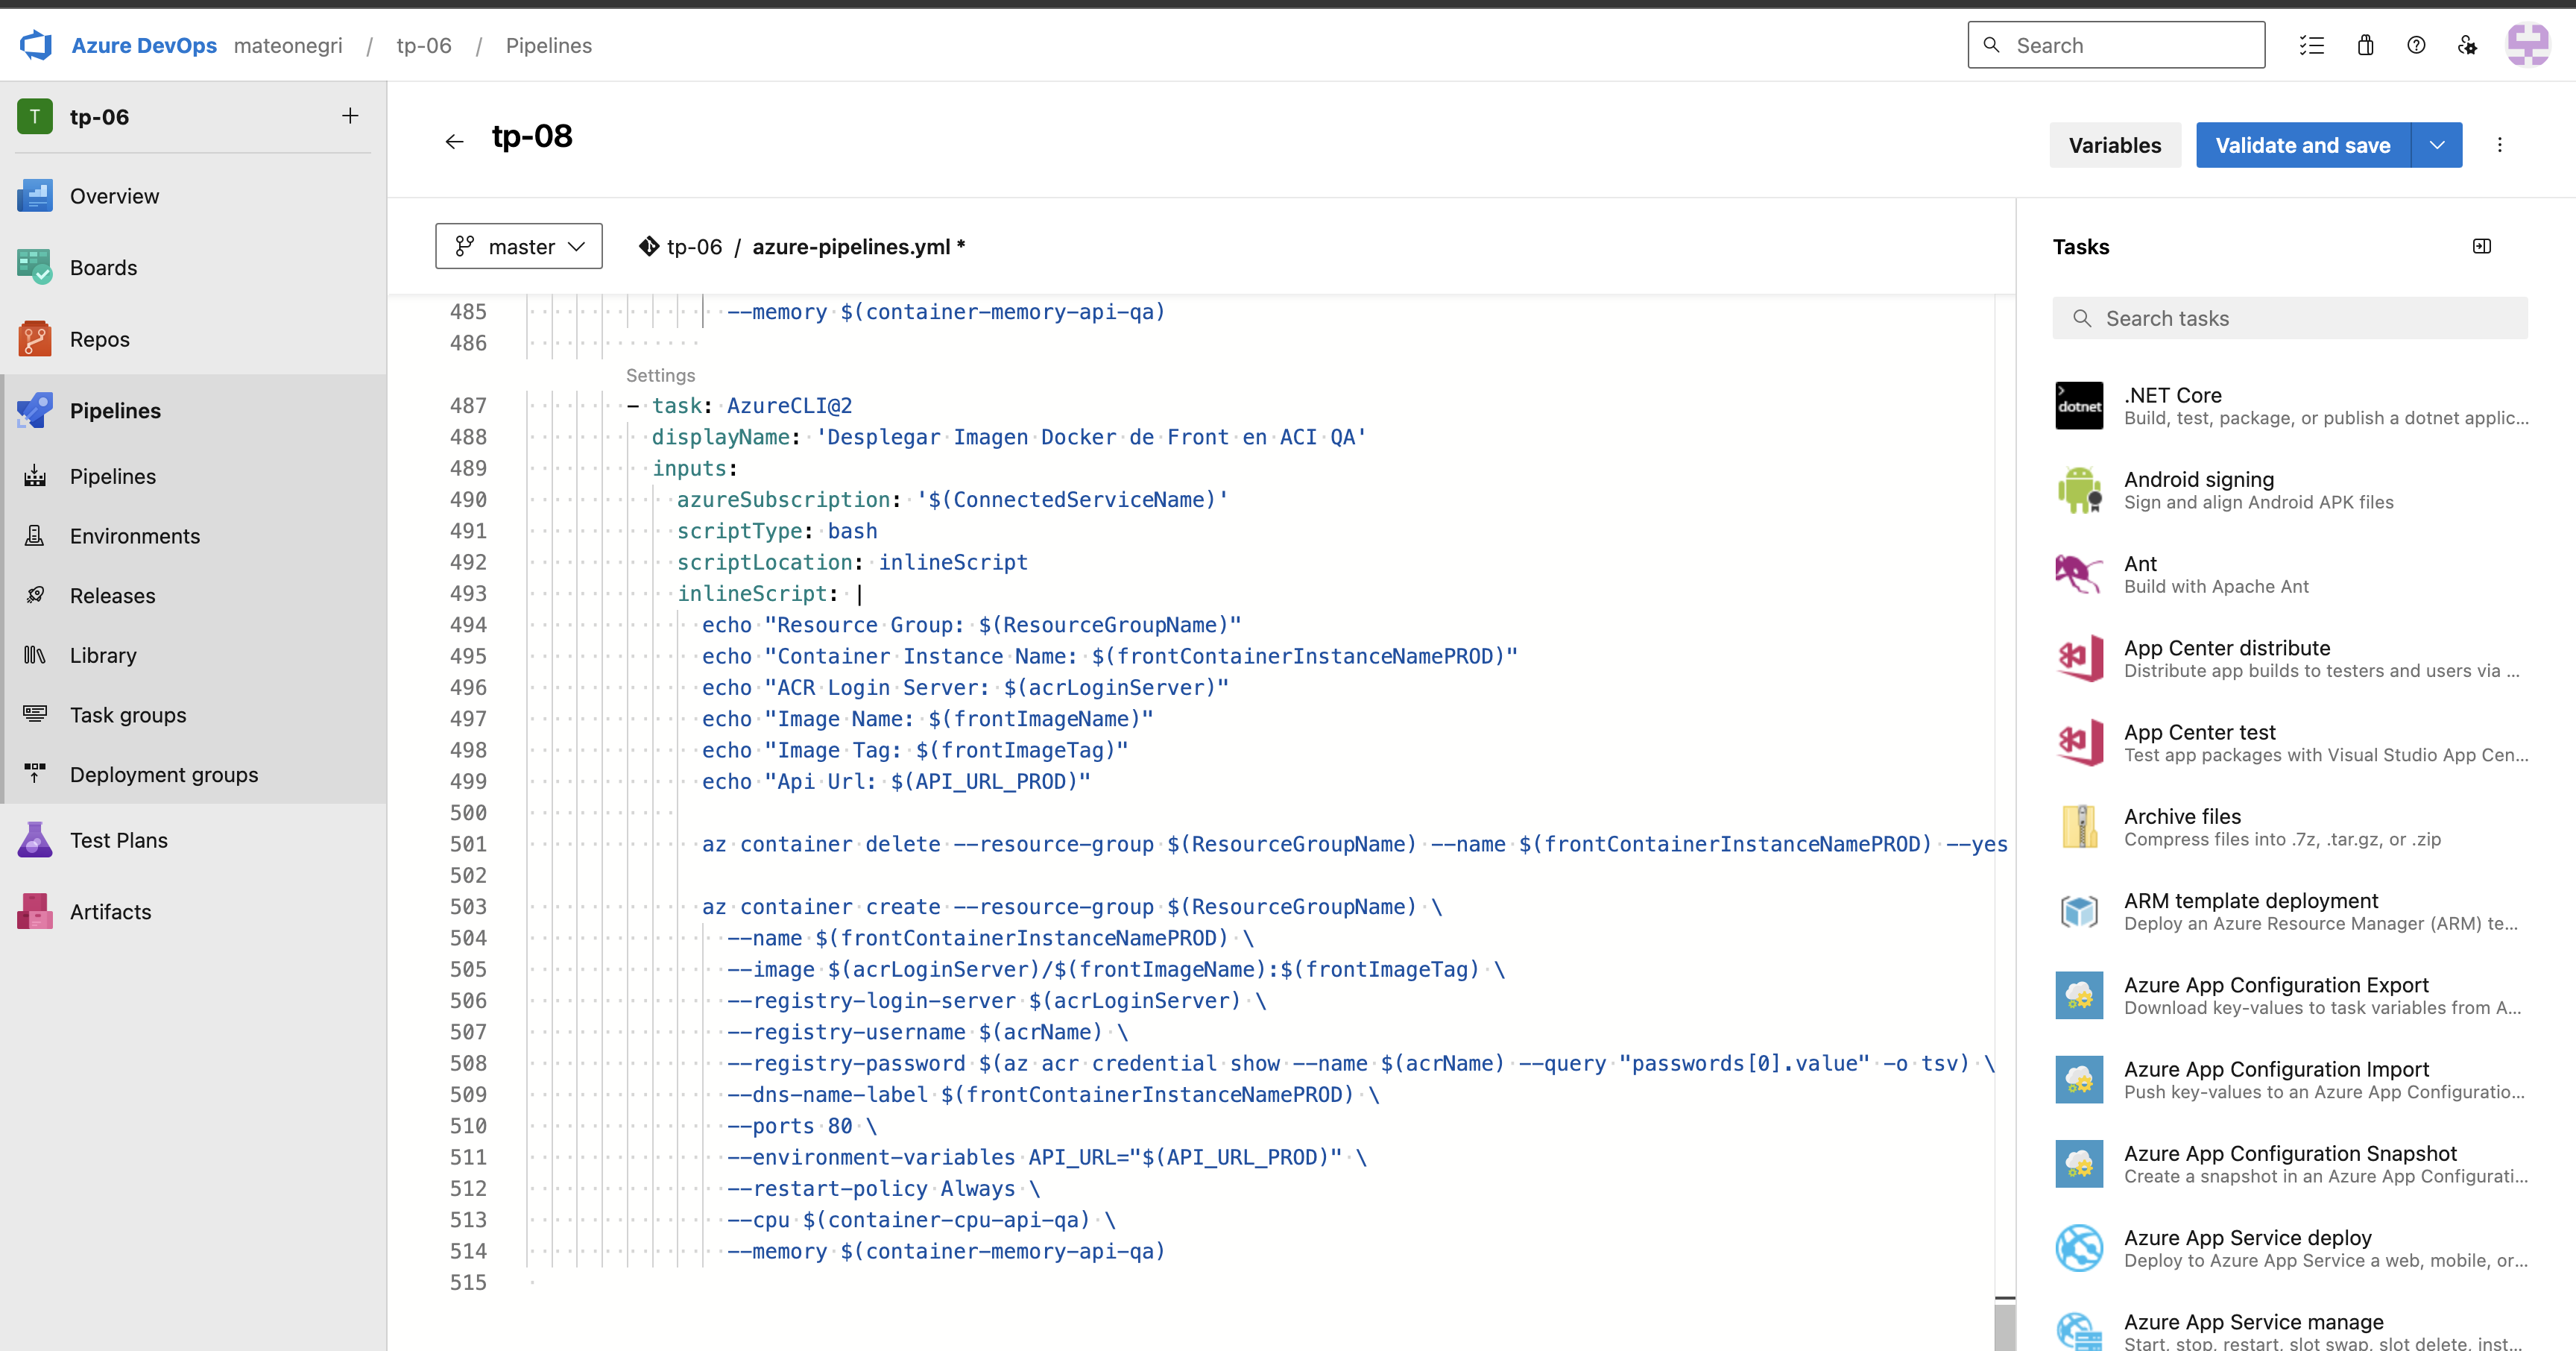 Azure DevOps mateonegri / tp-06 / Pipelines
Search
T tp-06
Overview
Boards
Repos
Pipelines
Pipelines
Environments
Releases
Library
Task groups
Deployment groups
Test Plans
Artifacts
tp-08
Variables
Validate and save
master
tp-06 / azure-pipelines.yml *
485 --memory $(container-memory-api-qa)
486
Settings
487 - task: AzureCLI@2
488 displayName: 'Desplegar Imagen Docker de Front en ACI QA'
489 inputs:
490 azureSubscription: '$(ConnectedServiceName)'
491 scriptType: bash
492 scriptLocation: inlineScript
493 inlineScript: |
494 echo "Resource Group: $(ResourceGroupName)"
495 echo "Container Instance Name: $(frontContainerInstanceNamePROD)"
496 echo "ACR Login Server: $(acrLoginServer)"
497 echo "Image Name: $(frontImageName)"
498 echo "Image Tag: $(frontImageTag)"
499 echo "Api Url: $(API_URL_PROD)"
500
501 az container delete --resource-group $(ResourceGroupName) --name $(frontContainerInstanceNamePROD) --yes
502
503 az container create --resource-group $(ResourceGroupName) \
504 --name $(frontContainerInstanceNamePROD) \
505 --image $(acrLoginServer)/$(frontImageName):$(frontImageTag) \
506 --registry-login-server $(acrLoginServer) \
507 --registry-username $(acrName) \
508 --registry-password $(az acr credential show --name $(acrName) --query "passwords[0].value" -o tsv) \
509 --dns-name-label $(frontContainerInstanceNamePROD) \
510 --ports 80 \
511 --environment-variables API_URL="$(API_URL_PROD)" \
512 --restart-policy Always \
513 --cpu $(container-cpu-api-qa) \
514 --memory $(container-memory-api-qa)
515
Tasks
Search tasks
dotnet
.NET Core
Build, test, package, or publish a dotnet applic...
Android signing
Sign and align Android APK files
Ant
Build with Apache Ant
App Center distribute
Distribute app builds to testers and users via ...
App Center test
Test app packages with Visual Studio App Cen...
Archive files
Compress files into .7z, .tar.gz, or .zip
ARM template deployment
Deploy an Azure Resource Manager (ARM) te...
Azure App Configuration Export
Download key-values to task variables from A...
Azure App Configuration Import
Push key-values to an Azure App Configuratio...
Azure App Configuration Snapshot
Create a snapshot in an Azure App Configurati...
Azure App Service deploy
Deploy to Azure App Service a web, mobile, or...
Azure App Service manage
Start, stop, restart, slot swap, slot delete, inst...